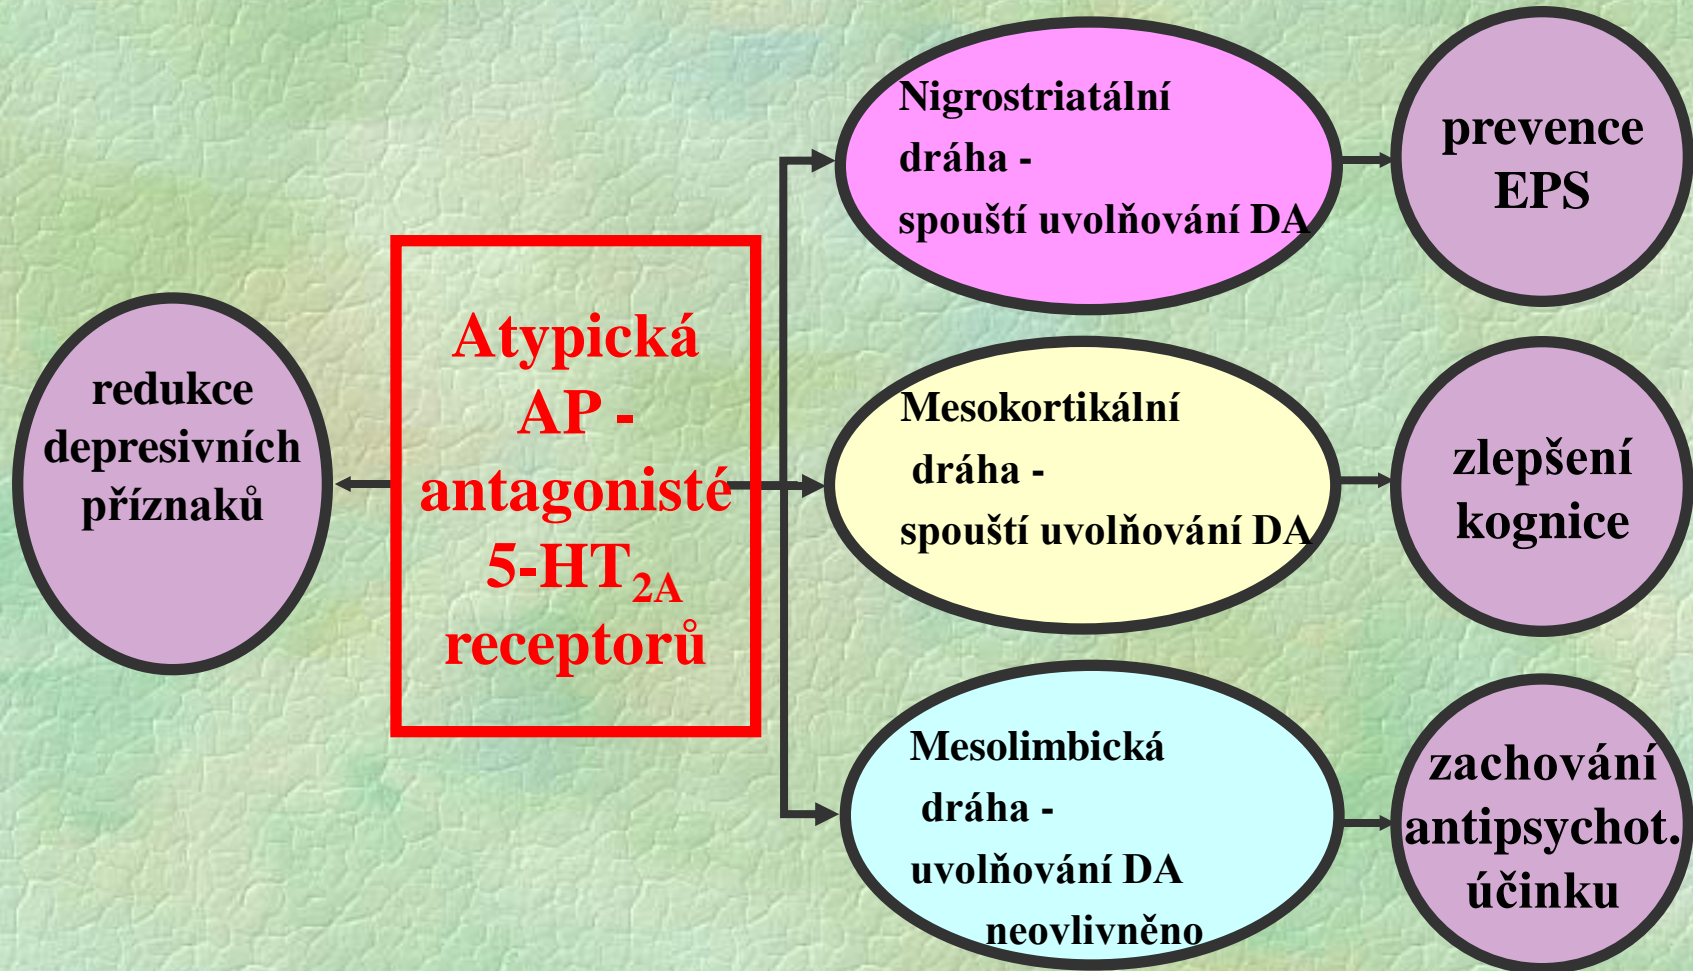 redukce
depresivních
příznaků
Atypická
AP -
antagonisté
5-HT₂A
receptorů
Nigrostriatální
dráha -
spouští uvolňování DA
prevence
EPS
Mesokortikální
dráha -
spouští uvolňování DA
zlepšení
kognice
Mesolimbická
dráha -
uvolňování DA
neovlivněno
zachování
antipsychot.
účinku